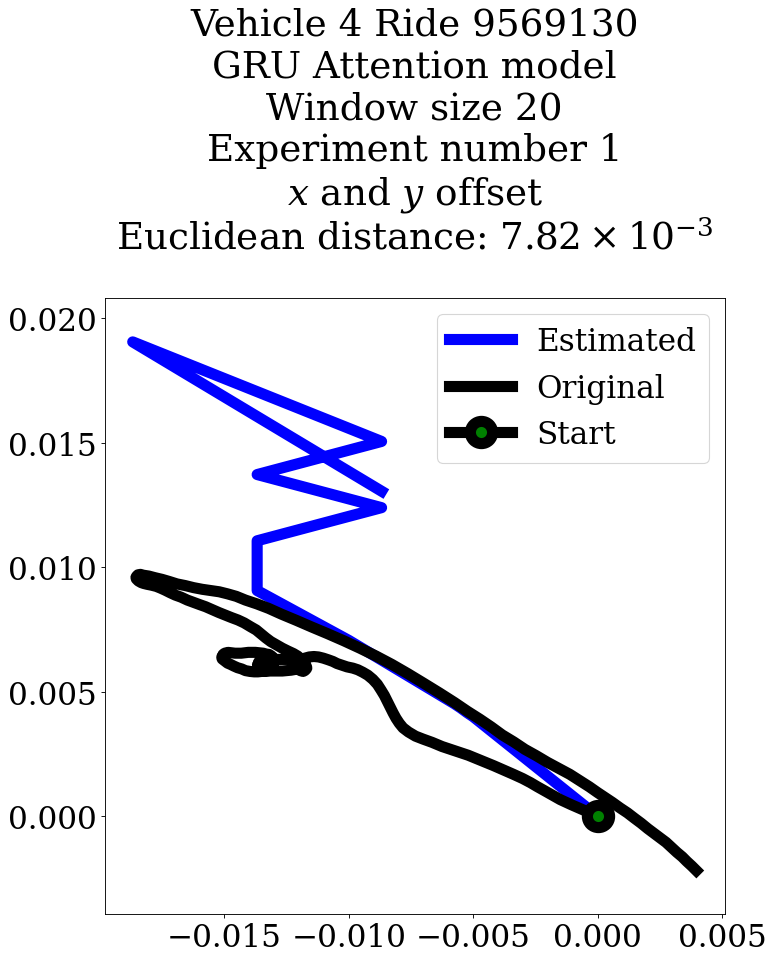 Vehicle 4 Ride 9569130
GRU Attention model
Window size 20
Experiment number 1
x and y offset
Euclidean distance: 7.82 × 10⁻³
Estimated
Original
Start
0.020
0.015
0.010
0.005
0.000
−0.015 −0.010 −0.005 0.000 0.005